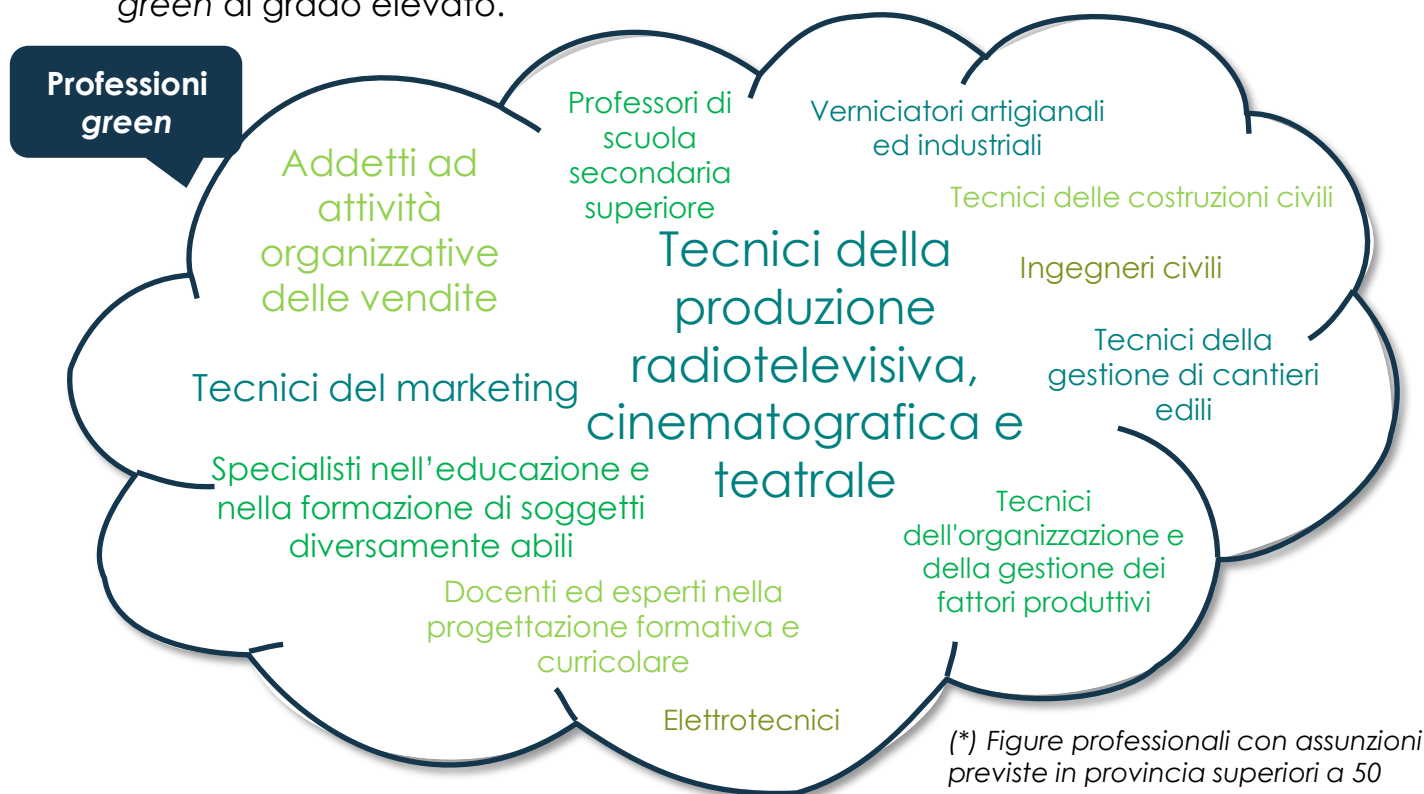 green di grado elevato.
Professioni
green
Professori di
scuola
secondaria
superiore
Verniciatori artigianali
ed industriali
Addetti ad
attività
organizzative
delle vendite
Tecnici delle costruzioni civili
Tecnici della
produzione
radiotelevisiva,
cinematografica e
teatrale
Ingegneri civili
Tecnici della
gestione di cantieri
edili
Tecnici del marketing
Specialisti nell’educazione e
nella formazione di soggetti
diversamente abili
Tecnici
dell'organizzazione e
della gestione dei
fattori produttivi
Docenti ed esperti nella
progettazione formativa e
curricolare
Elettrotecnici
(*) Figure professionali con assunzioni
previste in provincia superiori a 50